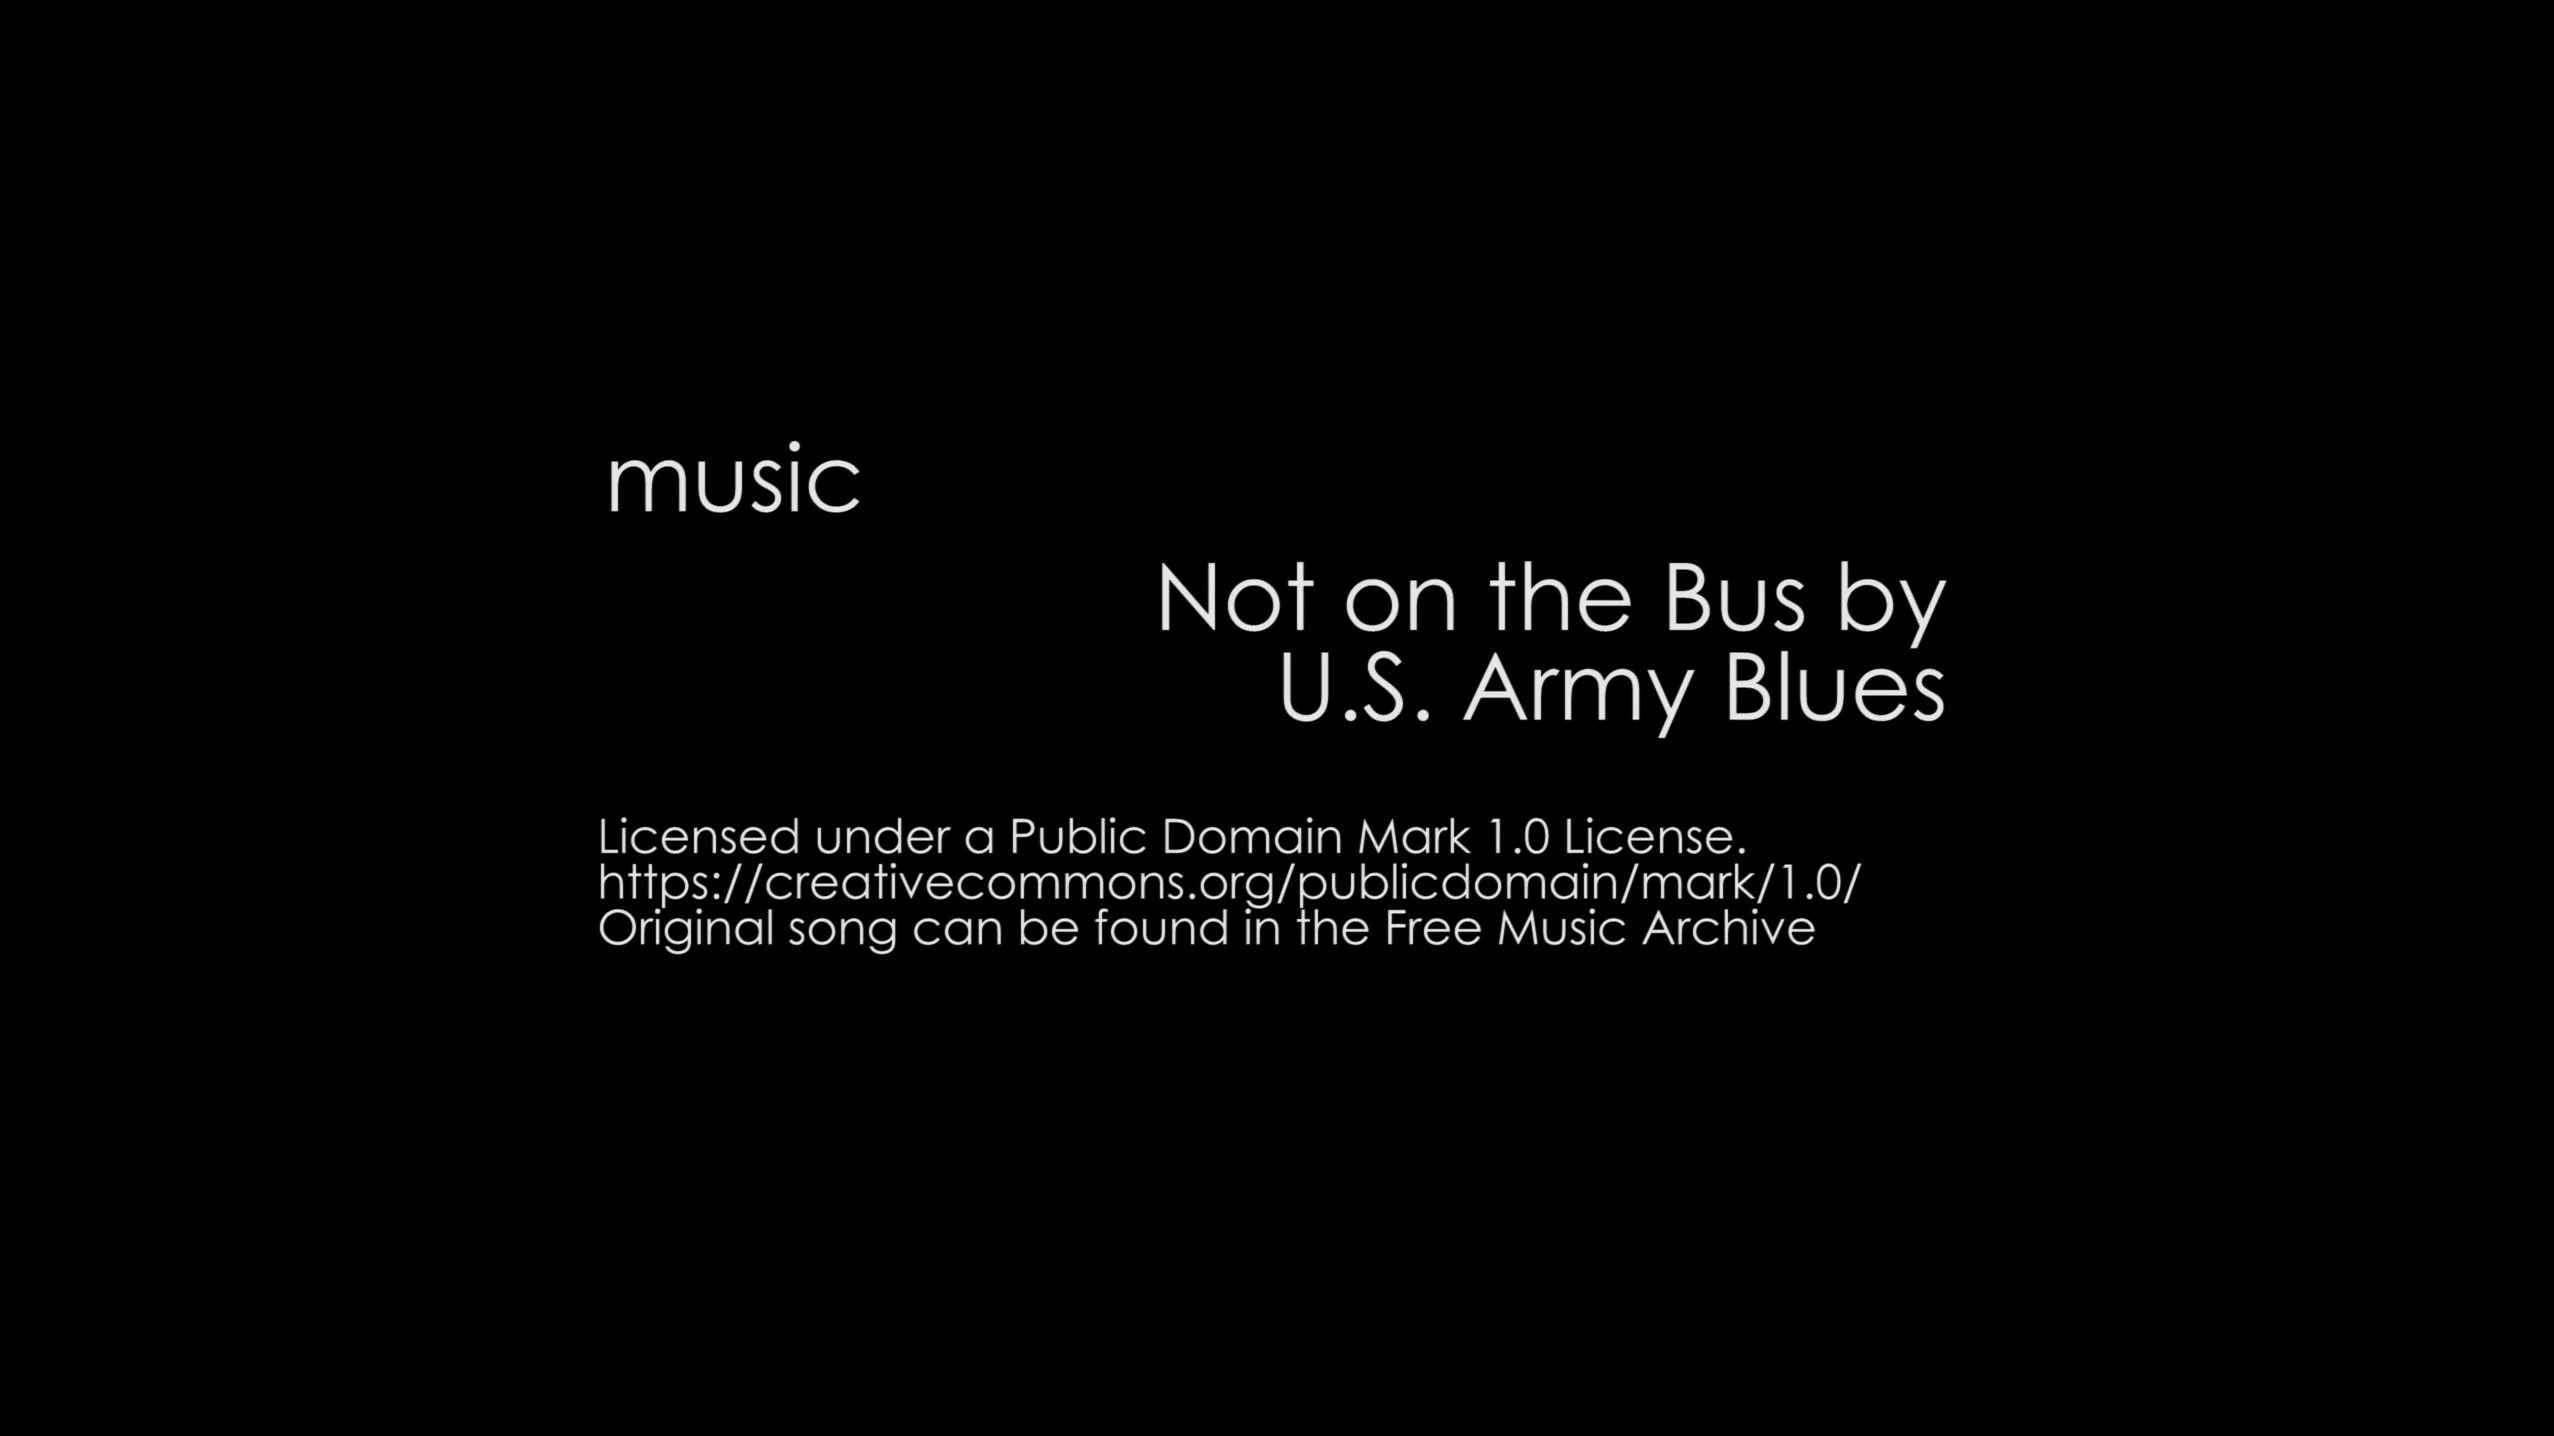 music
Not on the Bus by
U.S. Army Blues
Licensed under a Public Domain Mark 1.0 License.
https://creativecommons.org/publicdomain/mark/1.0/
Original song can be found in the Free Music Archive